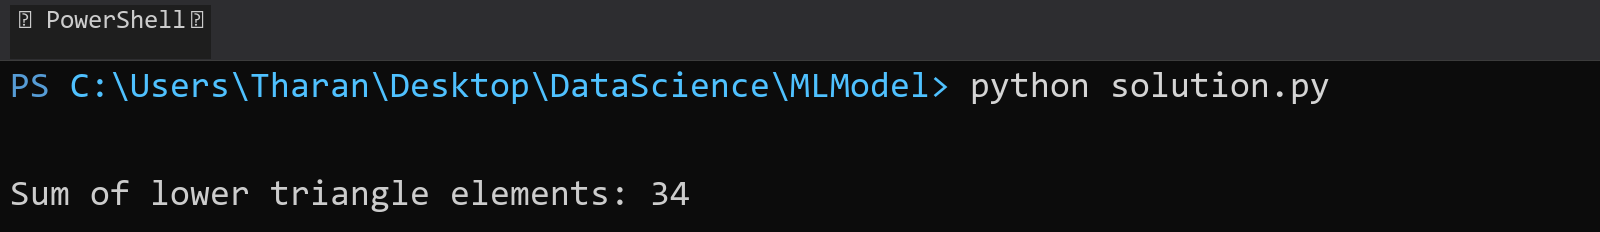 PowerShell
PS C:\Users\Tharan\Desktop\DataScience\MLModel> python solution.py
Sum of lower triangle elements: 34